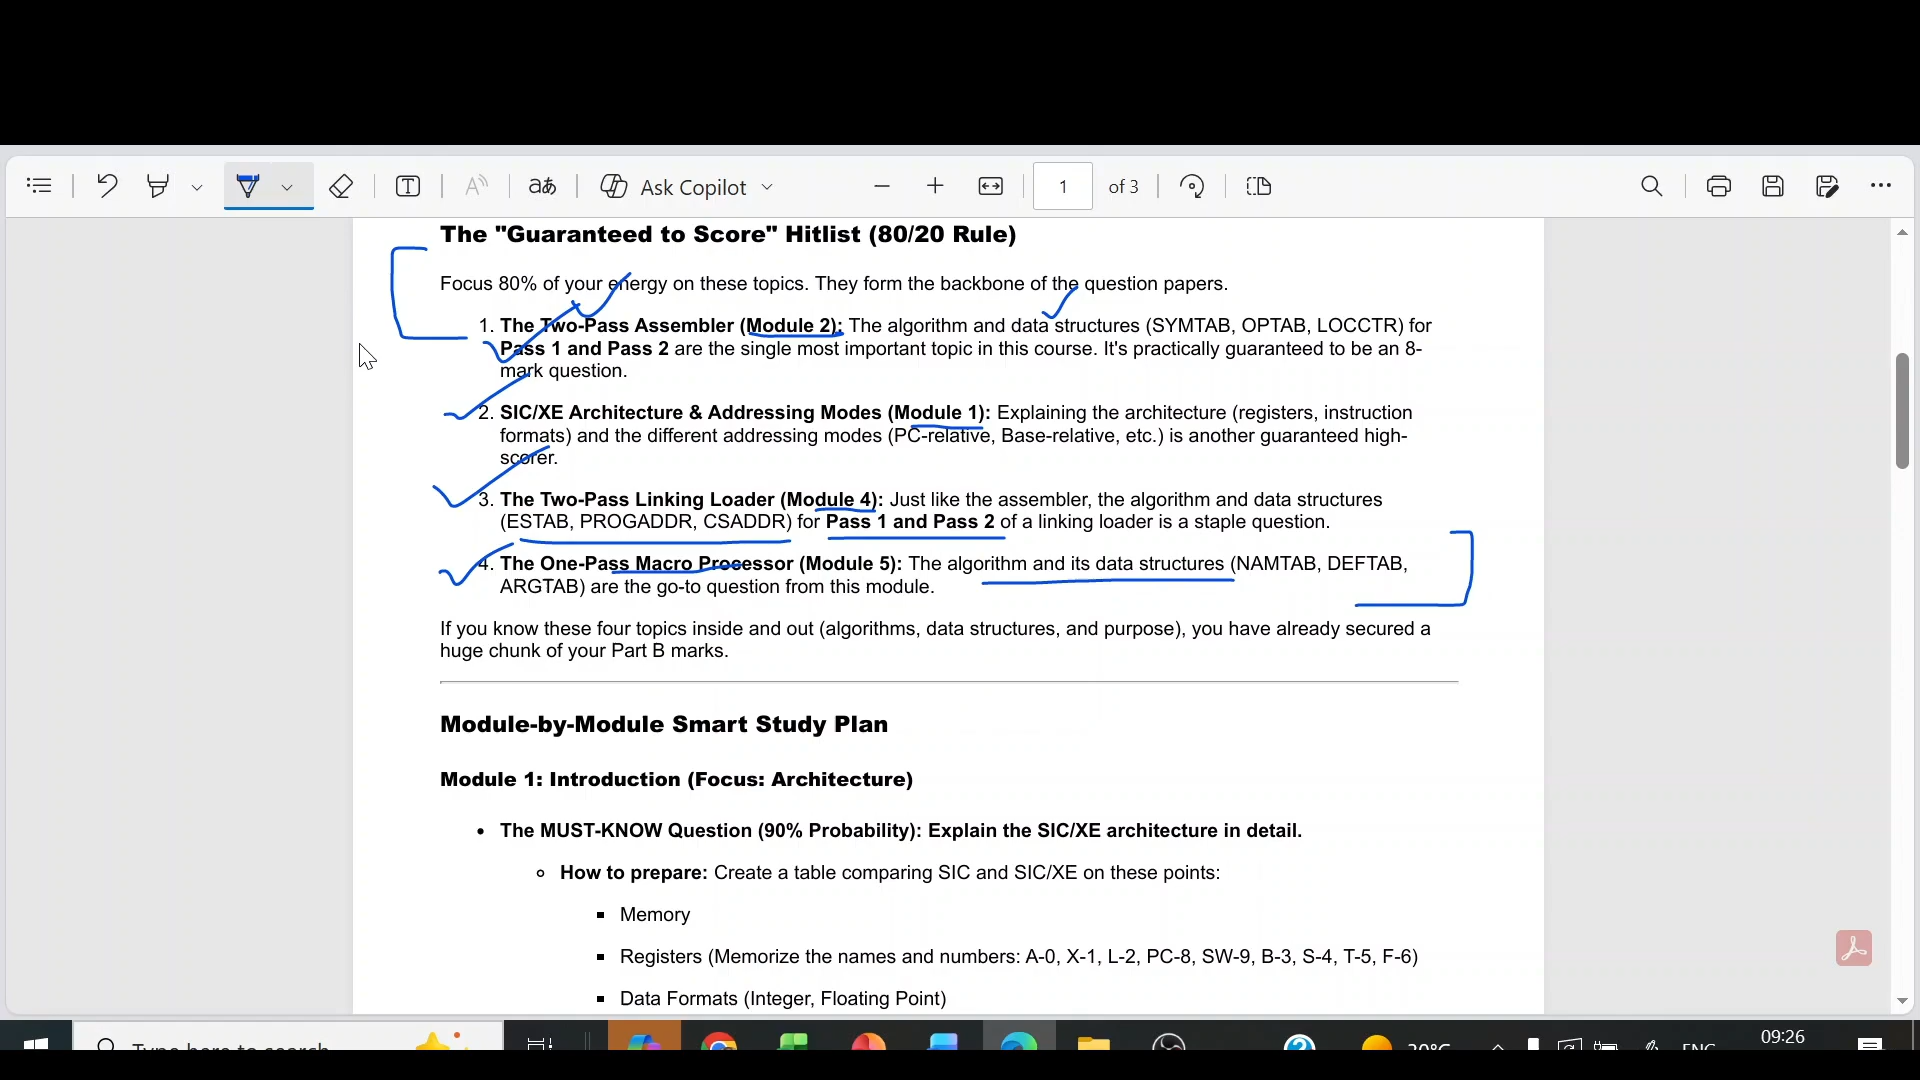 Ask Copilot
1
of 3
The "Guaranteed to Score" Hitlist (80/20 Rule)
Focus 80% of your energy on these topics. They form the backbone of the question papers.
1. The Two-Pass Assembler (Module 2): The algorithm and data structures (SYMTAB, OPTAB, LOCCTR) for
Pass 1 and Pass 2 are the single most important topic in this course. It's practically guaranteed to be an 8-
mark question.
2. SIC/XE Architecture & Addressing Modes (Module 1): Explaining the architecture (registers, instruction
formats) and the different addressing modes (PC-relative, Base-relative, etc.) is another guaranteed high-
scorer.
3. The Two-Pass Linking Loader (Module 4): Just like the assembler, the algorithm and data structures
(ESTAB, PROGADDR, CSADDR) for Pass 1 and Pass 2 of a linking loader is a staple question.
4. The One-Pass Macro Processor (Module 5): The algorithm and its data structures (NAMTAB, DEFTAB,
ARGTAB) are the go-to question from this module.
If you know these four topics inside and out (algorithms, data structures, and purpose), you have already secured a
huge chunk of your Part B marks.
Module-by-Module Smart Study Plan
Module 1: Introduction (Focus: Architecture)
• The MUST-KNOW Question (90% Probability): Explain the SIC/XE architecture in detail.
How to prepare: Create a table comparing SIC and SIC/XE on these points:
▪ Memory
▪ Registers (Memorize the names and numbers: A-0, X-1, L-2, PC-8, SW-9, B-3, S-4, T-5, F-6)
▪ Data Formats (Integer, Floating Point)
Type here to search
ENG
09:26